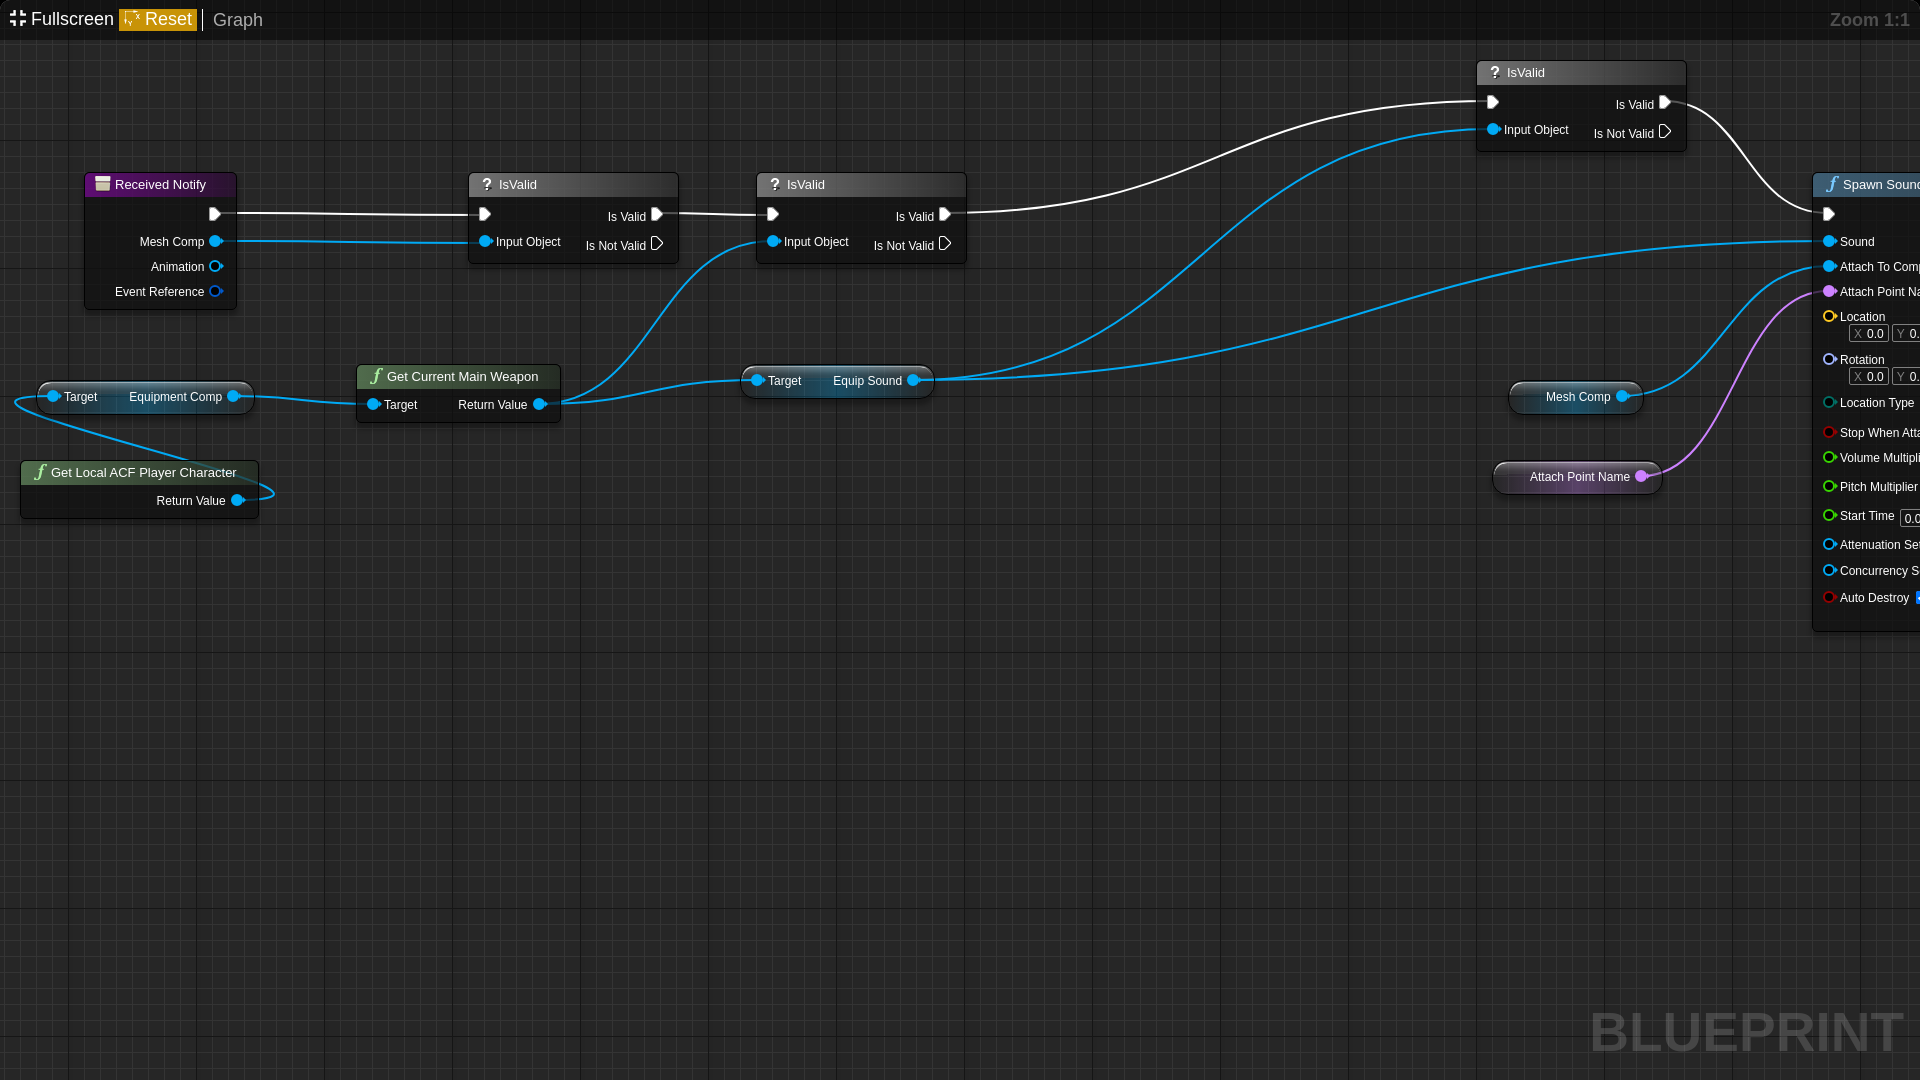 Fullscreen Reset Graph
Zoom 1:1
? IsValid
Is Valid
Input Object
Is Not Valid
Received Notify
Mesh Comp
Animation
Event Reference
? IsValid
Is Valid
Input Object
Is Not Valid
? IsValid
Is Valid
Input Object
Is Not Valid
Target Equipment Comp
f Get Current Main Weapon
Target Return Value
Target Equip Sound
f Get Local ACF Player Character
Return Value
Mesh Comp
Attach Point Name
f Spawn Sound
Sound
Attach To Comp
Attach Point Na
Location
X 0.0 Y 0.
Rotation
X 0.0 Y 0.
Location Type
Stop When Atta
Volume Multipli
Pitch Multiplier
Start Time 0.0
Attenuation Set
Concurrency Se
Auto Destroy
BLUEPRINT